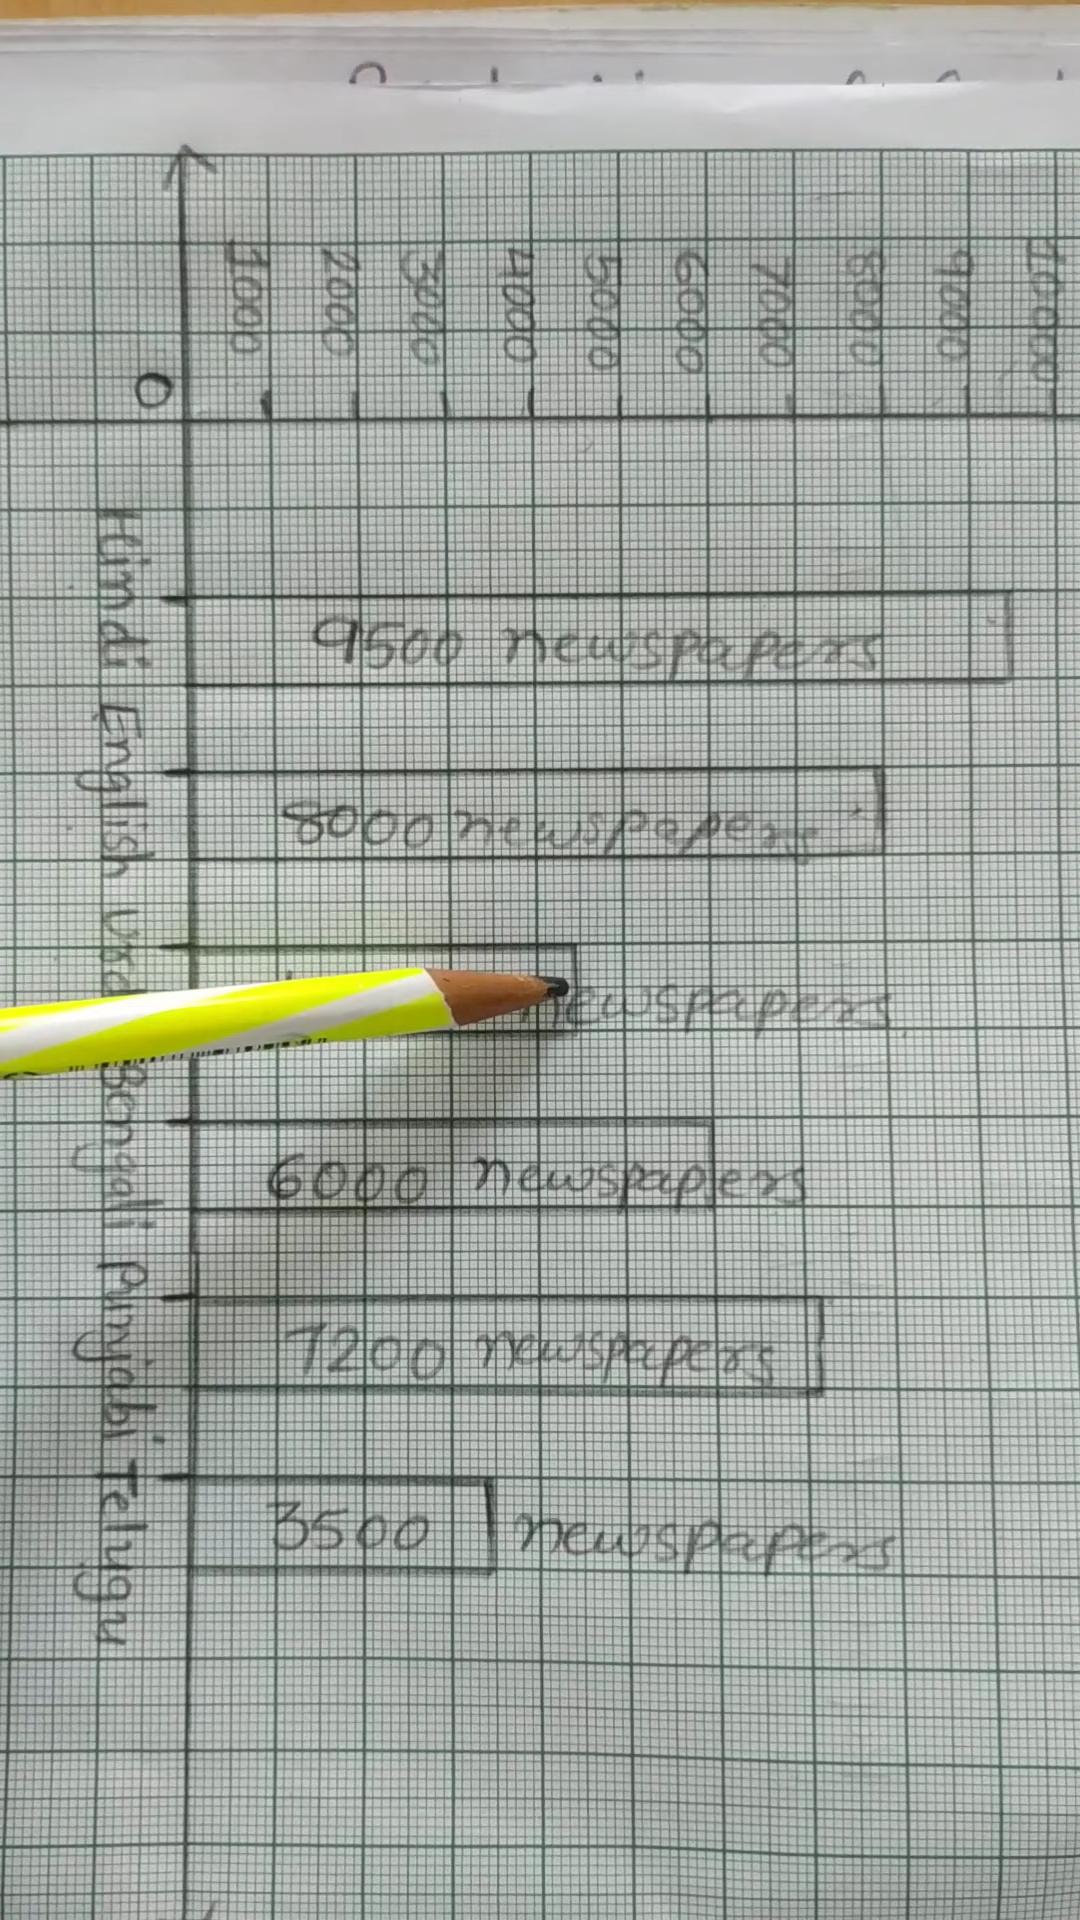 1000
2000
3000
4000
5000
6000
7000
8000
9000
10000
0
Hindi English Bengali Punjabi Telugu
9500 newspapers
8000 newspapers
newspapers
6000 newspapers
7200 newspapers
3500 newspapers